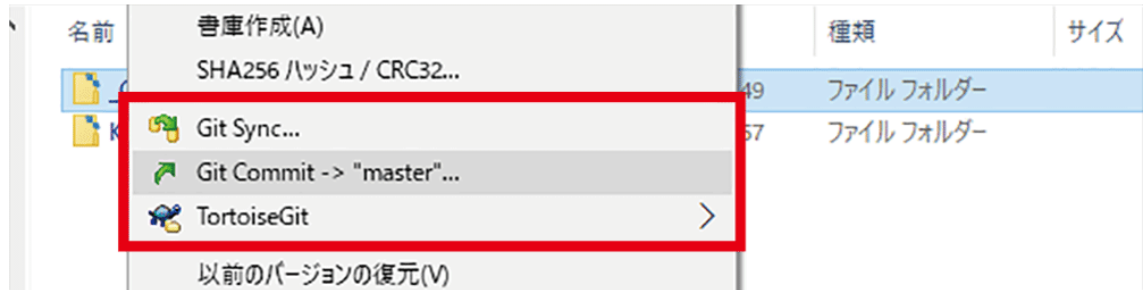 名前 種類 サイズ
書庫作成(A)
SHA256 ハッシュ / CRC32...
49 ファイル フォルダー
Git Sync...
K 57 ファイル フォルダー
Git Commit -> "master"...
TortoiseGit
以前のバージョンの復元(V)